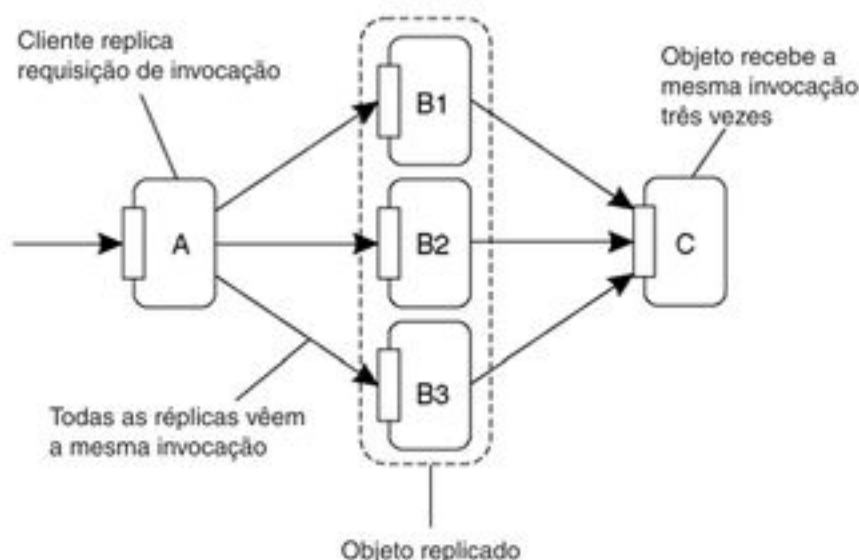 Cliente replica
requisição de invocação
Objeto recebe a
mesma invocação
três vezes
B1
A
B2
C
B3
Todas as réplicas vêem
a mesma invocação
Objeto replicado